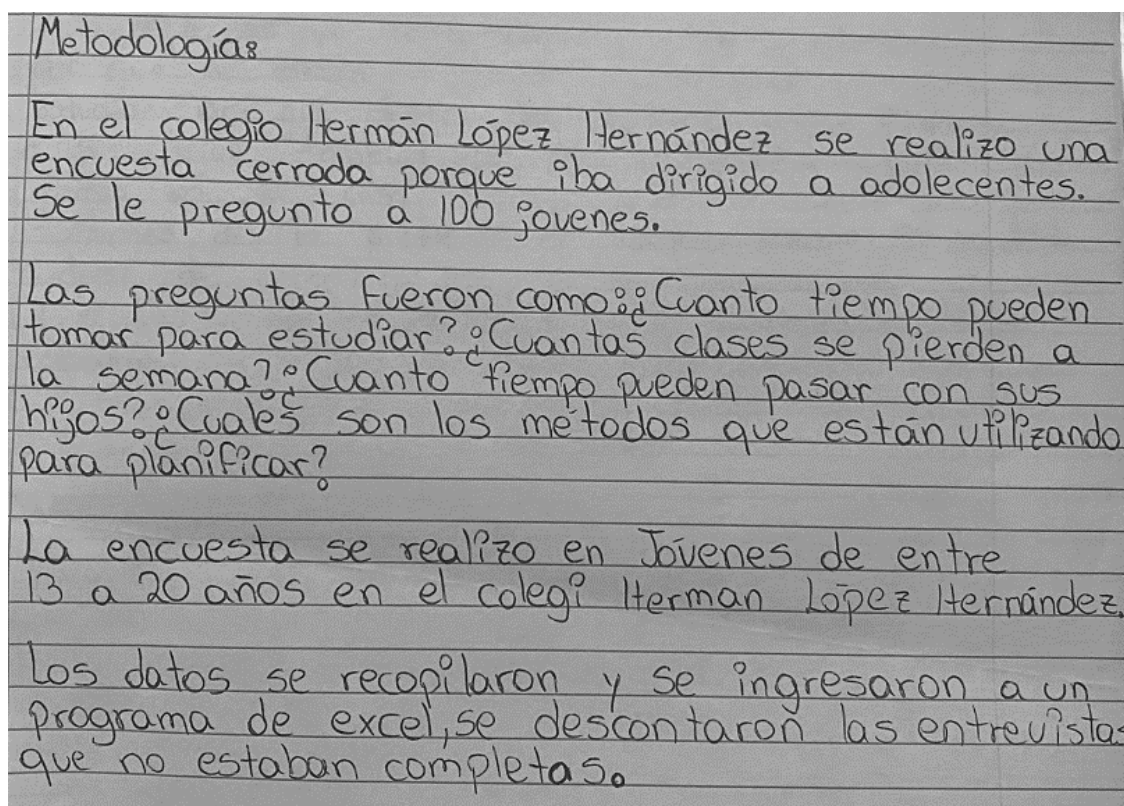 Metodología:
En el colegio Hermán López Hernández se realizo una
encuesta cerrada porque iba dirigido a adolecentes.
Se le pregunto a 100 jovenes.
Las preguntas fueron como: ¿Cuanto tiempo pueden
tomar para estudiar? ¿Cuantas clases se pierden a
la semana? ¿Cuanto tiempo pueden pasar con sus
hijos? ¿Cuales son los métodos que están utilizando
para planificar?
La encuesta se realizo en Jóvenes de entre
13 a 20 años en el colegi Herman López Hernández.
Los datos se recopilaron y se ingresaron a un
programa de excel, se descontaron las entrevistas
que no estaban completas.